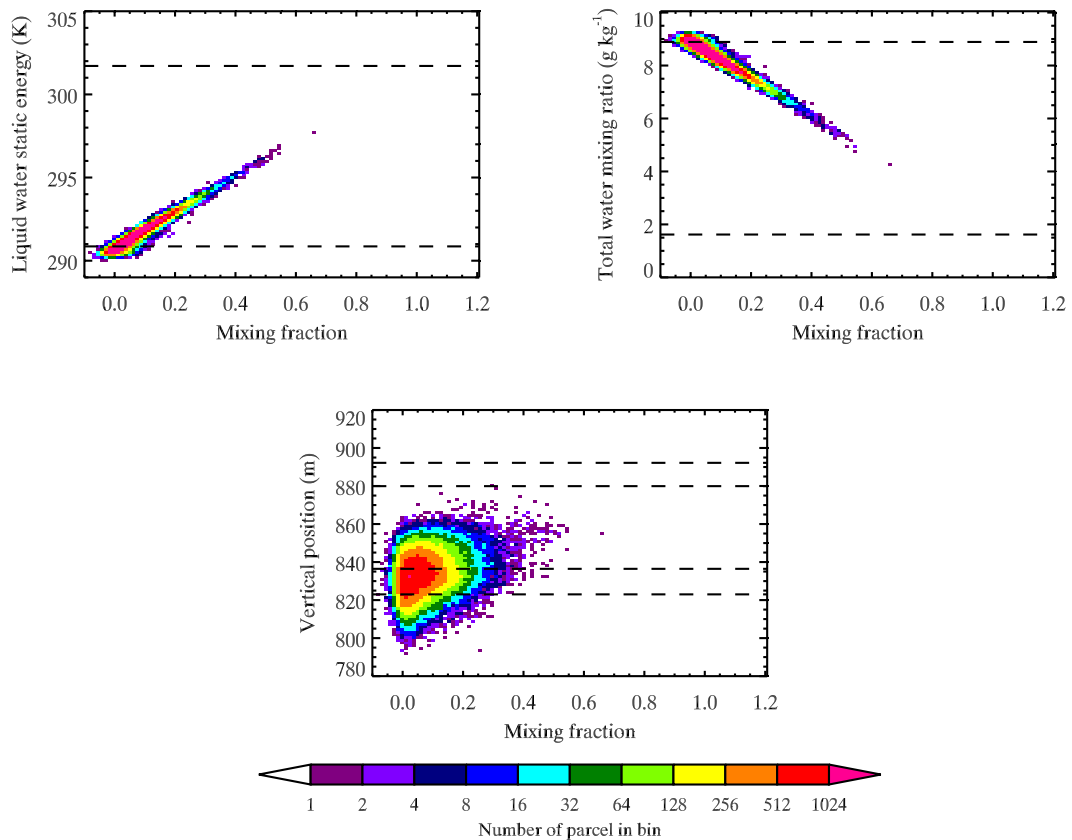 Liquid water static energy (K)
305
300
295
290
0.0 0.2 0.4 0.6 0.8 1.0 1.2
Mixing fraction
Total water mixing ratio (g kg⁻¹)
10
8
6
4
2
0
0.0 0.2 0.4 0.6 0.8 1.0 1.2
Mixing fraction
Vertical position (m)
920
900
880
860
840
820
800
780
0.0 0.2 0.4 0.6 0.8 1.0 1.2
Mixing fraction
1 2 4 8 16 32 64 128 256 512 1024
Number of parcel in bin